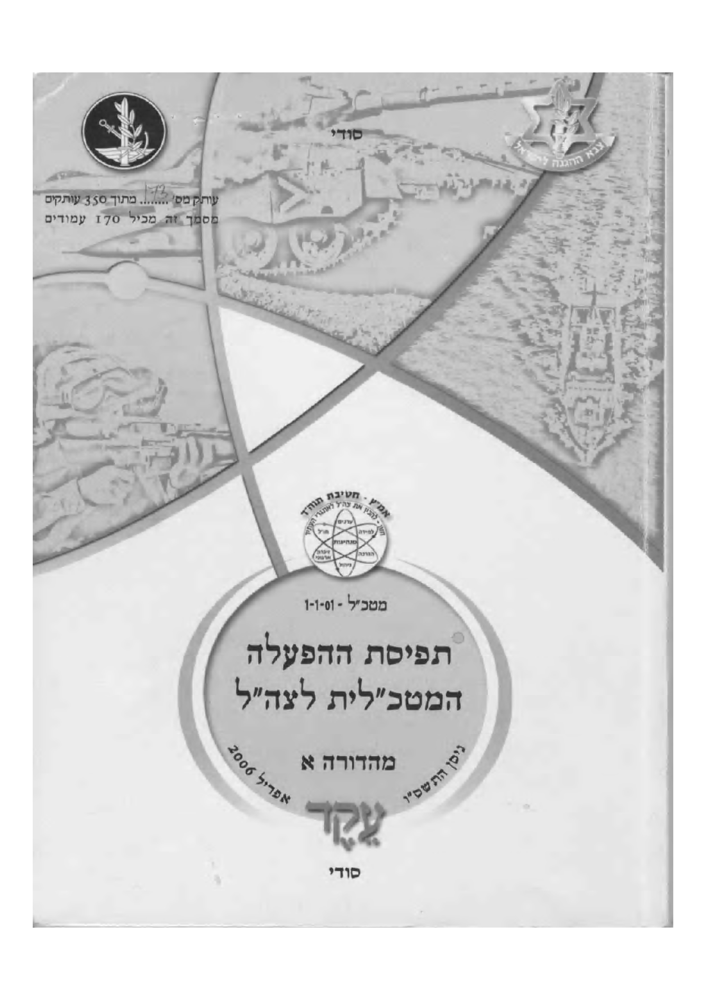 צבא ההגנה לישראל
סודי
עותק מס' 173 מתוך 350 עותקים
מסמך זה מכיל 170 עמודים
אמ"ץ - חטיבת תוה"ד
חזון - להכין את צה"ל לאתגרי העתיד
ערכים
תו"ל
למידה
מנהיגות
הדרכה
ניהול
מטכ"ל - 1-1-01
תפיסת ההפעלה
המטכ"לית לצה"ל
מהדורה א
ניסן התשס"ו
אפריל 2006
עֵקֶד
סודי